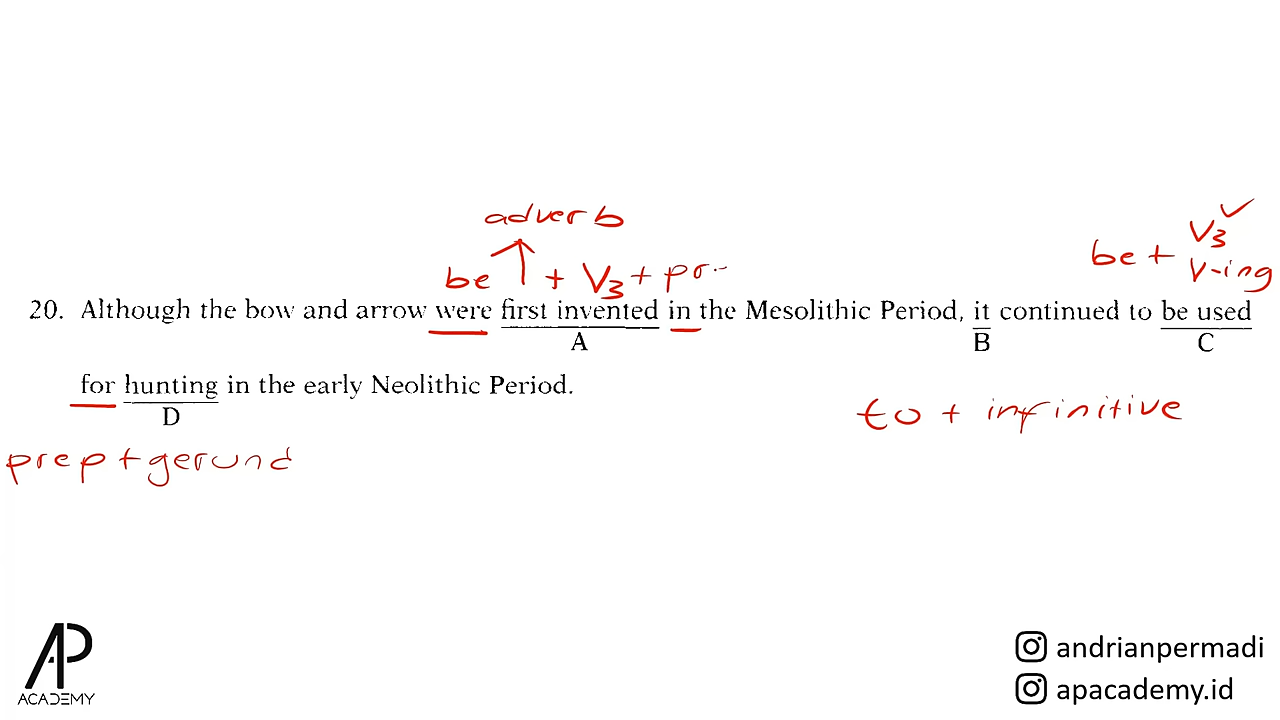 adverb
be + V3 + pr
be + V3 ✓
V-ing
20. Although the bow and arrow were first invented in the Mesolithic Period, it continued to be used
A B C
for hunting in the early Neolithic Period.
D
to + infinitive
prep + gerund
AP
ACADEMY
andrianpermadi
apacademy.id